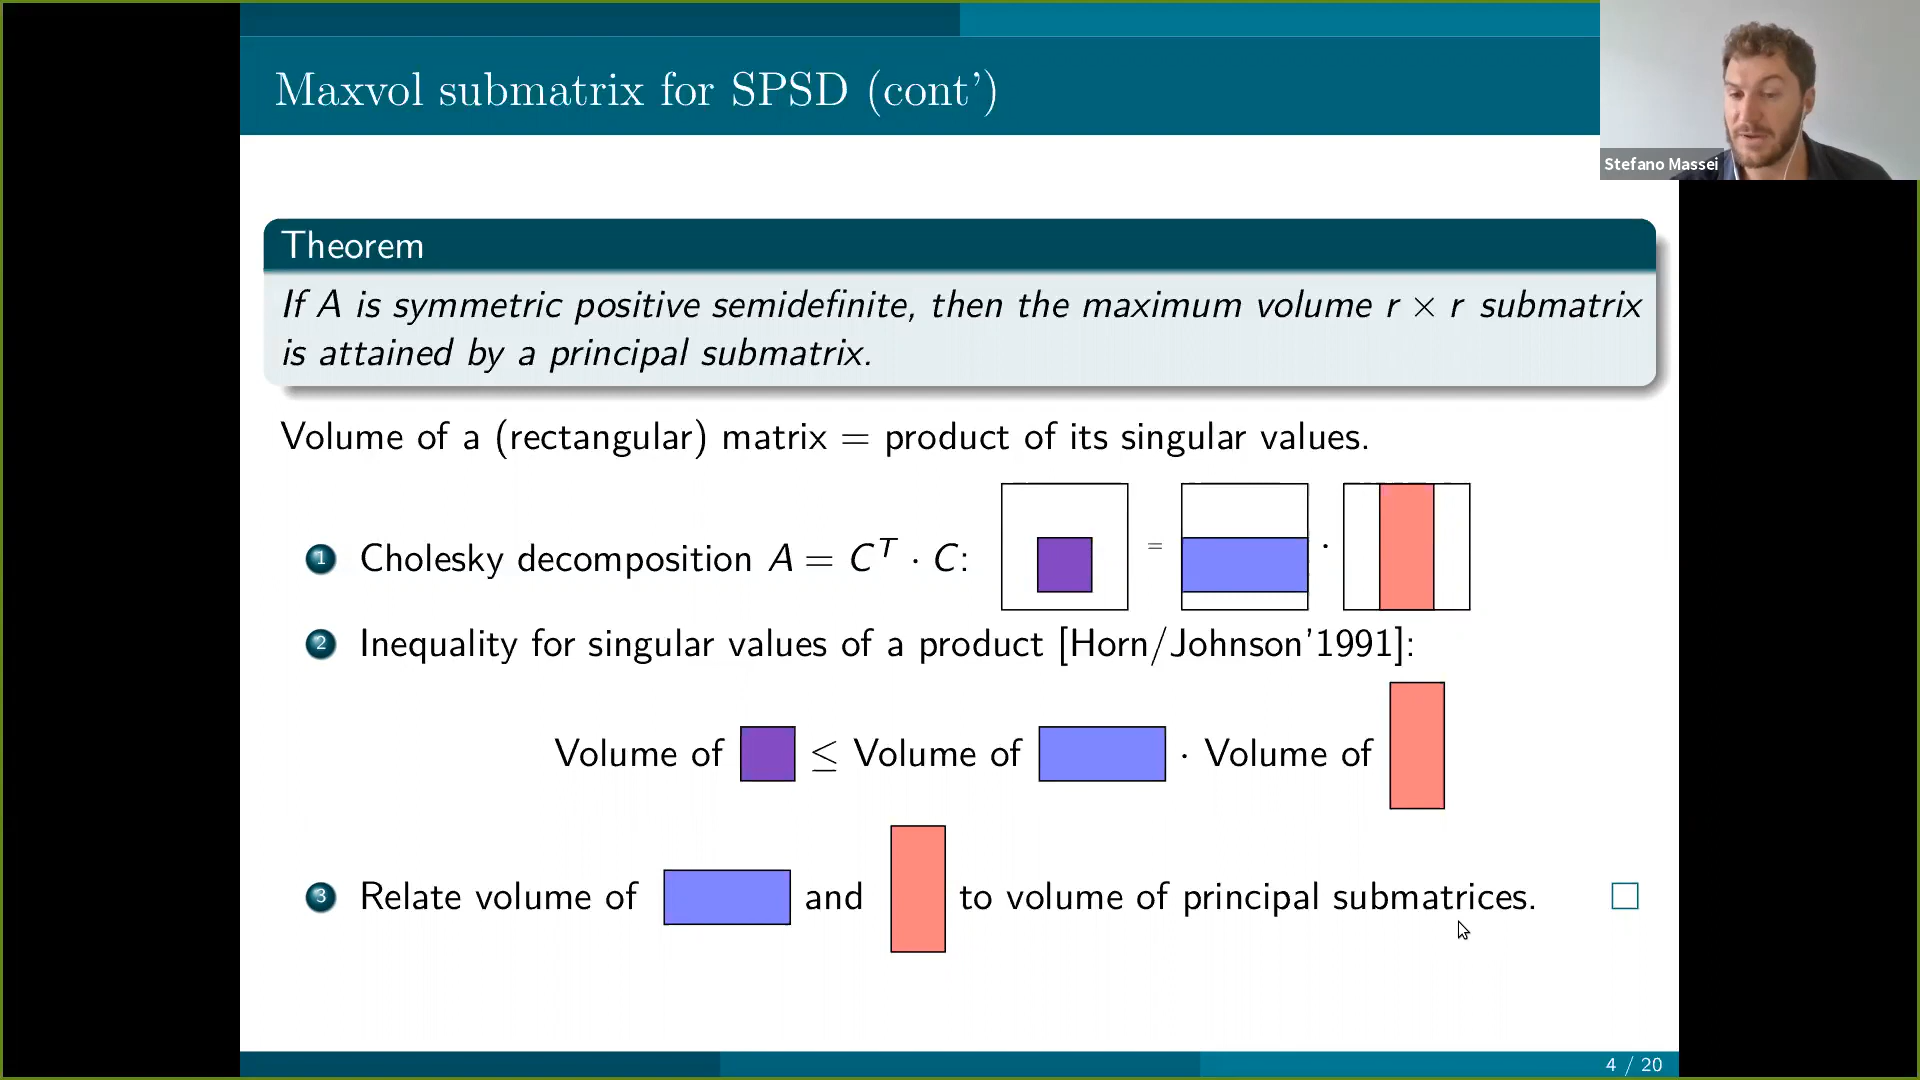 Maxvol submatrix for SPSD (cont')
Stefano Massei
Theorem
If A is symmetric positive semidefinite, then the maximum volume r × r submatrix
is attained by a principal submatrix.
Volume of a (rectangular) matrix = product of its singular values.
1 Cholesky decomposition A = C^T · C: = ·
2 Inequality for singular values of a product [Horn/Johnson'1991]:
Volume of ≤ Volume of · Volume of
3 Relate volume of and to volume of principal submatrices. □
4 / 20